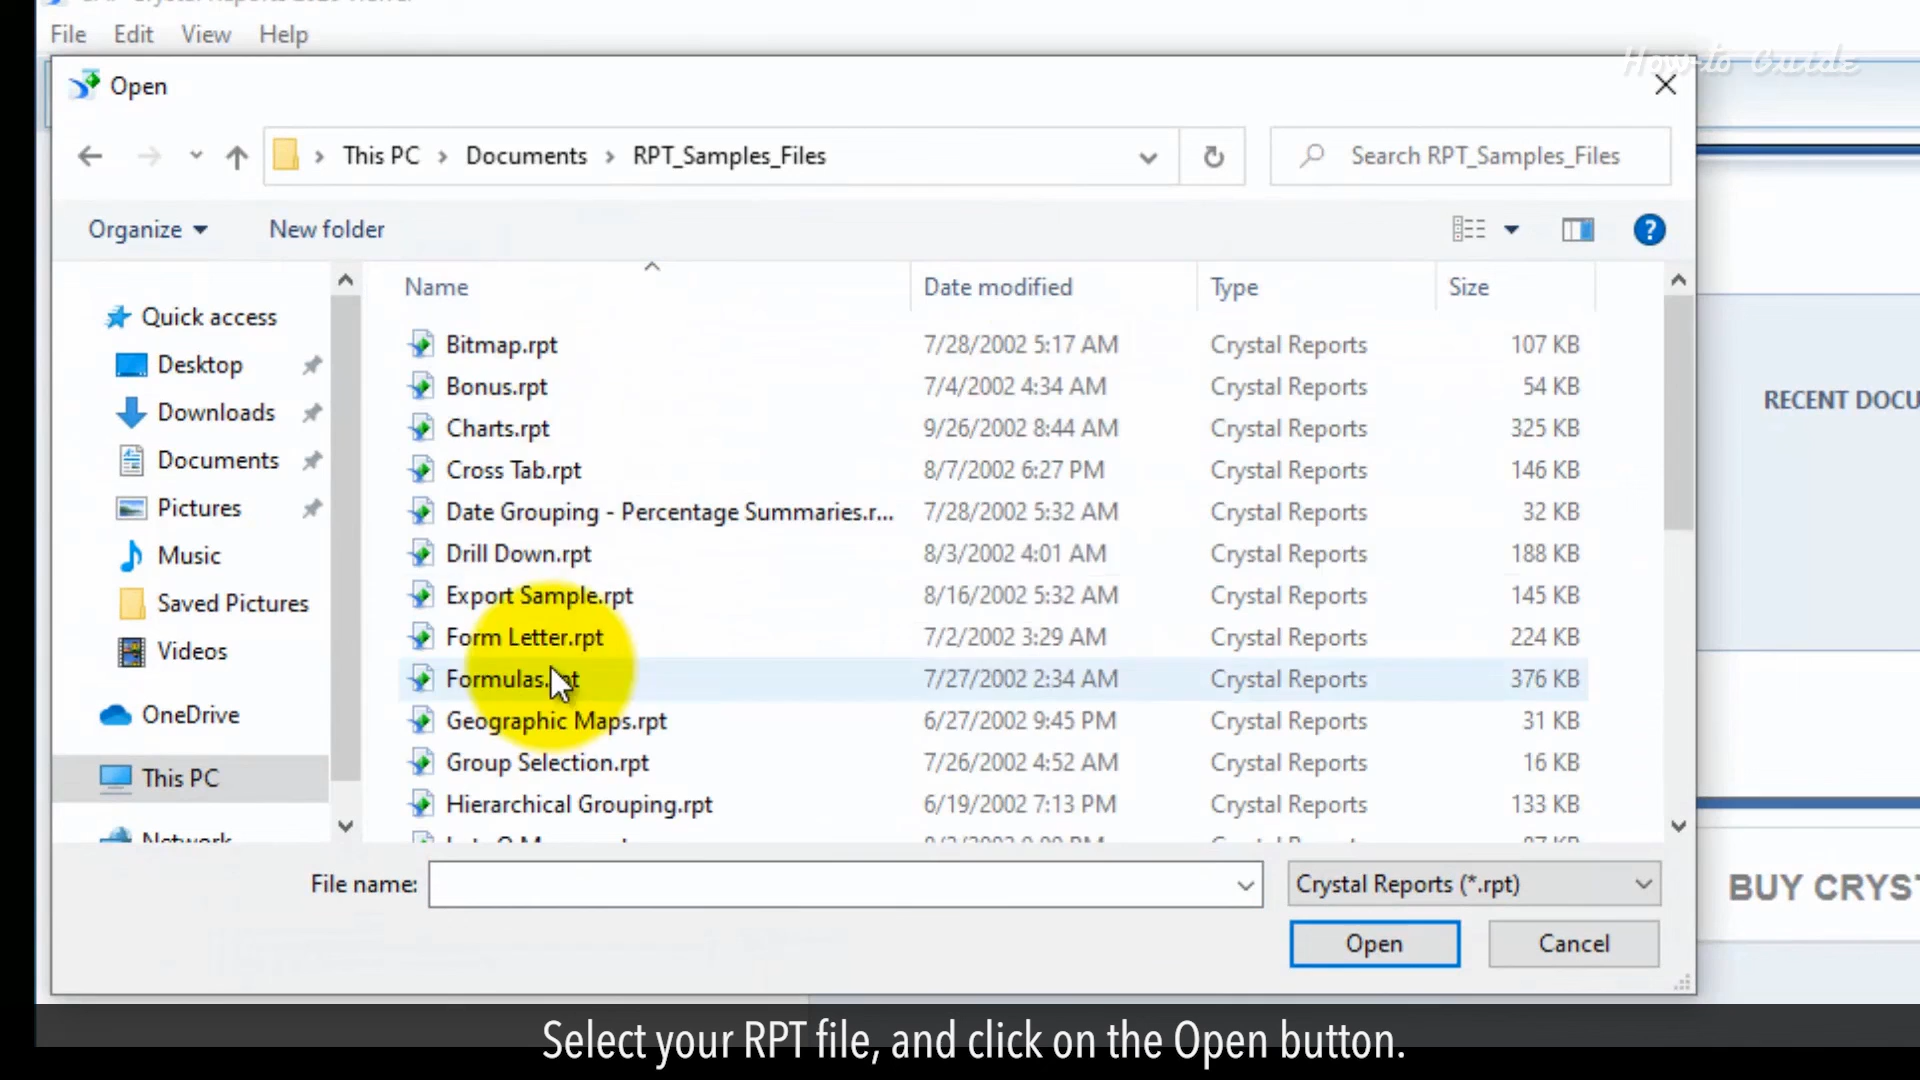 File Edit View Help
How-to Guide
Open
This PC > Documents > RPT_Samples_Files
Search RPT_Samples_Files
Organize
New folder
Name Date modified Type Size
Quick access
Desktop
Downloads
Documents
Pictures
Music
Saved Pictures
Videos
OneDrive
This PC
Network
Bitmap.rpt 7/28/2002 5:17 AM Crystal Reports 107 KB
Bonus.rpt 7/4/2002 4:34 AM Crystal Reports 54 KB
Charts.rpt 9/26/2002 8:44 AM Crystal Reports 325 KB
Cross Tab.rpt 8/7/2002 6:27 PM Crystal Reports 146 KB
Date Grouping - Percentage Summaries.r... 7/28/2002 5:32 AM Crystal Reports 32 KB
Drill Down.rpt 8/3/2002 4:01 AM Crystal Reports 188 KB
Export Sample.rpt 8/16/2002 5:32 AM Crystal Reports 145 KB
Form Letter.rpt 7/2/2002 3:29 AM Crystal Reports 224 KB
Formulas.rpt 7/27/2002 2:34 AM Crystal Reports 376 KB
Geographic Maps.rpt 6/27/2002 9:45 PM Crystal Reports 31 KB
Group Selection.rpt 7/26/2002 4:52 AM Crystal Reports 16 KB
Hierarchical Grouping.rpt 6/19/2002 7:13 PM Crystal Reports 133 KB
RECENT DOCU
File name:
Crystal Reports (*.rpt)
BUY CRYS
Open
Cancel
Select your RPT file, and click on the Open button.